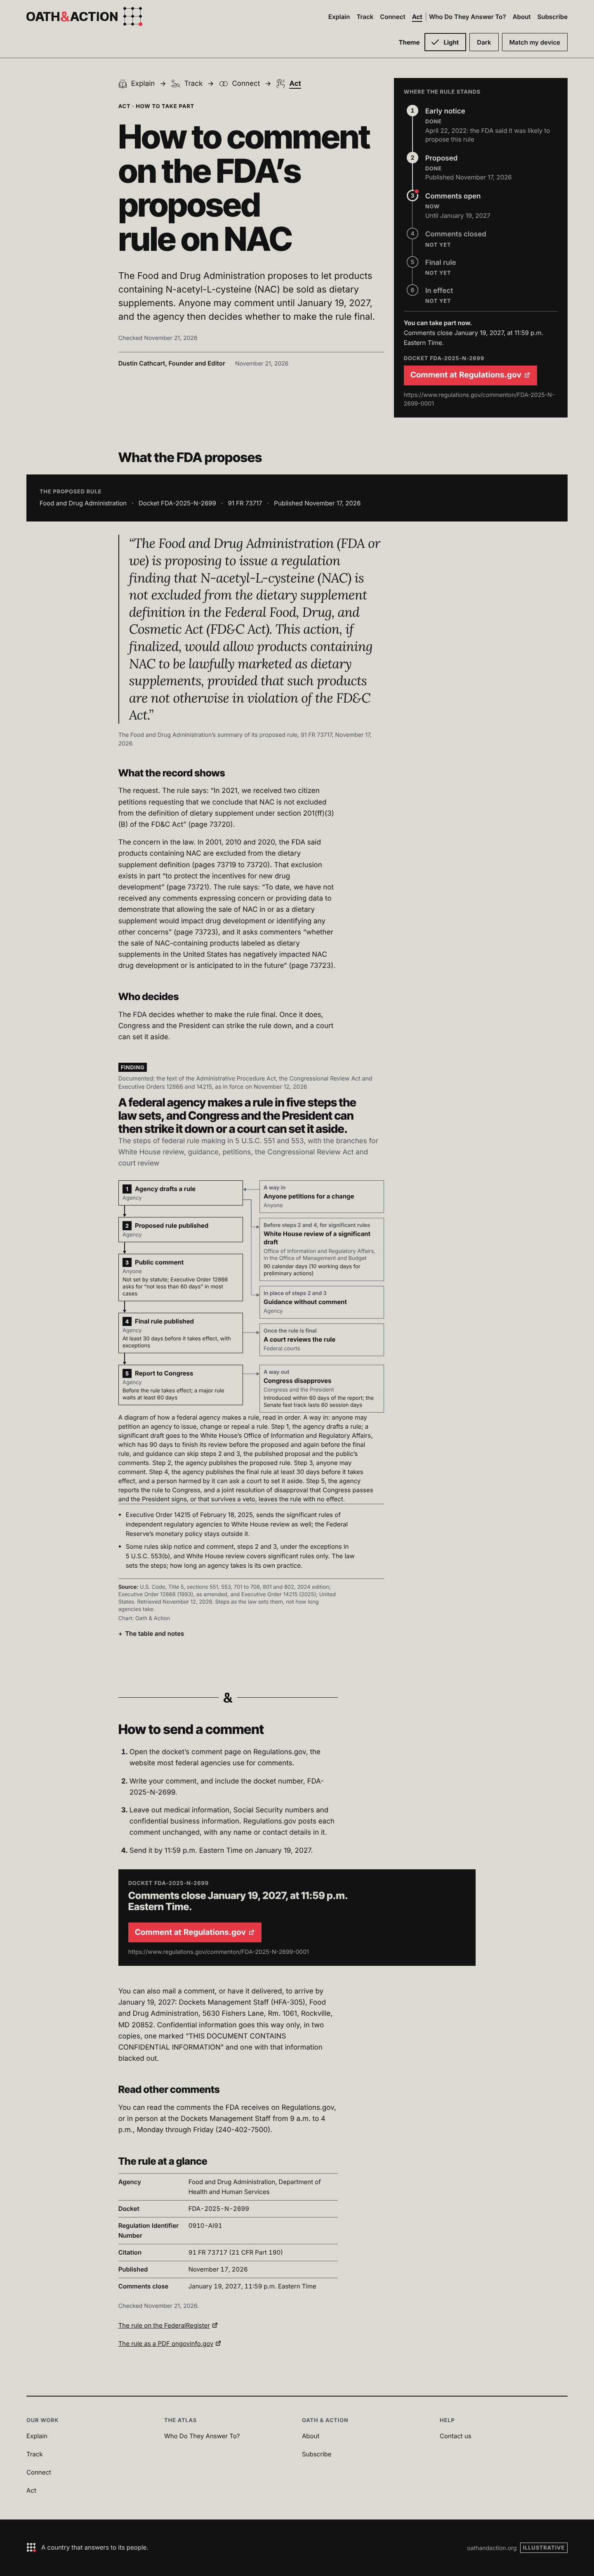 OATH&ACTION
Explain Track Connect Act Who Do They Answer To? About Subscribe
Theme Light Dark Match my device
Explain → Track → Connect → Act
ACT · HOW TO TAKE PART
How to comment
on the FDA’s
proposed
rule on NAC
The Food and Drug Administration proposes to let products
containing N-acetyl-L-cysteine (NAC) be sold as dietary
supplements. Anyone may comment until January 19, 2027,
and the agency then decides whether to make the rule final.
Checked November 21, 2026
Dustin Cathcart, Founder and Editor November 21, 2026
WHERE THE RULE STANDS
1 Early notice
DONE
April 22, 2022: the FDA said it was likely to
propose this rule
2 Proposed
DONE
Published November 17, 2026
3 Comments open
NOW
Until January 19, 2027
4 Comments closed
NOT YET
5 Final rule
NOT YET
6 In effect
NOT YET
You can take part now.
Comments close January 19, 2027, at 11:59 p.m.
Eastern Time.
DOCKET FDA-2025-N-2699
Comment at Regulations.gov
https://www.regulations.gov/commenton/FDA-2025-N-
2699-0001
What the FDA proposes
THE PROPOSED RULE
Food and Drug Administration · Docket FDA-2025-N-2699 · 91 FR 73717 · Published November 17, 2026
“The Food and Drug Administration (FDA or
we) is proposing to issue a regulation
finding that N-acetyl-L-cysteine (NAC) is
not excluded from the dietary supplement
definition in the Federal Food, Drug, and
Cosmetic Act (FD&C Act). This action, if
finalized, would allow products containing
NAC to be lawfully marketed as dietary
supplements, provided that such products
are not otherwise in violation of the FD&C
Act.”
The Food and Drug Administration’s summary of its proposed rule, 91 FR 73717, November 17,
2026
What the record shows
The request. The rule says: “In 2021, we received two citizen
petitions requesting that we conclude that NAC is not excluded
from the definition of dietary supplement under section 201(ff)(3)
(B) of the FD&C Act” (page 73720).
The concern in the law. In 2001, 2010 and 2020, the FDA said
products containing NAC are excluded from the dietary
supplement definition (pages 73719 to 73720). That exclusion
exists in part “to protect the incentives for new drug
development” (page 73721). The rule says: “To date, we have not
received any comments expressing concern or providing data to
demonstrate that allowing the sale of NAC in or as a dietary
supplement would impact drug development or identifying any
other concerns” (page 73723), and it asks commenters “whether
the sale of NAC-containing products labeled as dietary
supplements in the United States has negatively impacted NAC
drug development or is anticipated to in the future” (page 73723).
Who decides
The FDA decides whether to make the rule final. Once it does,
Congress and the President can strike the rule down, and a court
can set it aside.
FINDING
Documented: the text of the Administrative Procedure Act, the Congressional Review Act and
Executive Orders 12866 and 14215, as in force on November 12, 2026
A federal agency makes a rule in five steps the
law sets, and Congress and the President can
then strike it down or a court can set it aside.
The steps of federal rule making in 5 U.S.C. 551 and 553, with the branches for
White House review, guidance, petitions, the Congressional Review Act and
court review
1 Agency drafts a rule
Agency
2 Proposed rule published
Agency
3 Public comment
Anyone
Not set by statute; Executive Order 12866
asks for “not less than 60 days” in most
cases
4 Final rule published
Agency
At least 30 days before it takes effect, with
exceptions
5 Report to Congress
Agency
Before the rule takes effect; a major rule
waits at least 60 days
A way in
Anyone petitions for a change
Anyone
Before steps 2 and 4, for significant rules
White House review of a significant
draft
Office of Information and Regulatory Affairs,
in the Office of Management and Budget
90 calendar days (10 working days for
preliminary actions)
In place of steps 2 and 3
Guidance without comment
Agency
Once the rule is final
A court reviews the rule
Federal courts
A way out
Congress disapproves
Congress and the President
Introduced within 60 days of the report; the
Senate fast track lasts 60 session days
A diagram of how a federal agency makes a rule, read in order. A way in: anyone may
petition an agency to issue, change or repeal a rule. Step 1, the agency drafts a rule; a
significant draft goes to the White House’s Office of Information and Regulatory Affairs,
which has 90 days to finish its review before the proposed and again before the final
rule, and guidance can skip steps 2 and 3, the published proposal and the public’s
comments. Step 2, the agency publishes the proposed rule. Step 3, anyone may
comment. Step 4, the agency publishes the final rule at least 30 days before it takes
effect, and a person harmed by it can ask a court to set it aside. Step 5, the agency
reports the rule to Congress, and a joint resolution of disapproval that Congress passes
and the President signs, or that survives a veto, leaves the rule with no effect.
• Executive Order 14215 of February 18, 2025, sends the significant rules of
independent regulatory agencies to White House review as well; the Federal
Reserve’s monetary policy stays outside it.
• Some rules skip notice and comment, steps 2 and 3, under the exceptions in
5 U.S.C. 553(b), and White House review covers significant rules only. The law
sets the steps; how long an agency takes is its own practice.
Source: U.S. Code, Title 5, sections 551, 553, 701 to 706, 801 and 802, 2024 edition;
Executive Order 12866 (1993), as amended, and Executive Order 14215 (2025); United
States. Retrieved November 12, 2026. Steps as the law sets them, not how long
agencies take.
Chart: Oath & Action
+ The table and notes
&
How to send a comment
1. Open the docket’s comment page on Regulations.gov, the
website most federal agencies use for comments.
2. Write your comment, and include the docket number, FDA-
2025-N-2699.
3. Leave out medical information, Social Security numbers and
confidential business information. Regulations.gov posts each
comment unchanged, with any name or contact details in it.
4. Send it by 11:59 p.m. Eastern Time on January 19, 2027.
DOCKET FDA-2025-N-2699
Comments close January 19, 2027, at 11:59 p.m.
Eastern Time.
Comment at Regulations.gov
https://www.regulations.gov/commenton/FDA-2025-N-2699-0001
You can also mail a comment, or have it delivered, to arrive by
January 19, 2027: Dockets Management Staff (HFA-305), Food
and Drug Administration, 5630 Fishers Lane, Rm. 1061, Rockville,
MD 20852. Confidential information goes this way only, in two
copies, one marked “THIS DOCUMENT CONTAINS
CONFIDENTIAL INFORMATION” and one with that information
blacked out.
Read other comments
You can read the comments the FDA receives on Regulations.gov,
or in person at the Dockets Management Staff from 9 a.m. to 4
p.m., Monday through Friday (240-402-7500).
The rule at a glance
Agency Food and Drug Administration, Department of
Health and Human Services
Docket FDA-2025-N-2699
Regulation Identifier 0910-AI91
Number
Citation 91 FR 73717 (21 CFR Part 190)
Published November 17, 2026
Comments close January 19, 2027, 11:59 p.m. Eastern Time
Checked November 21, 2026.
The rule on the FederalRegister
The rule as a PDF ongovinfo.gov
OUR WORK THE ATLAS OATH & ACTION HELP
Explain Who Do They Answer To? About Contact us
Track Subscribe
Connect
Act
A country that answers to its people.
oathandaction.org ILLUSTRATIVE